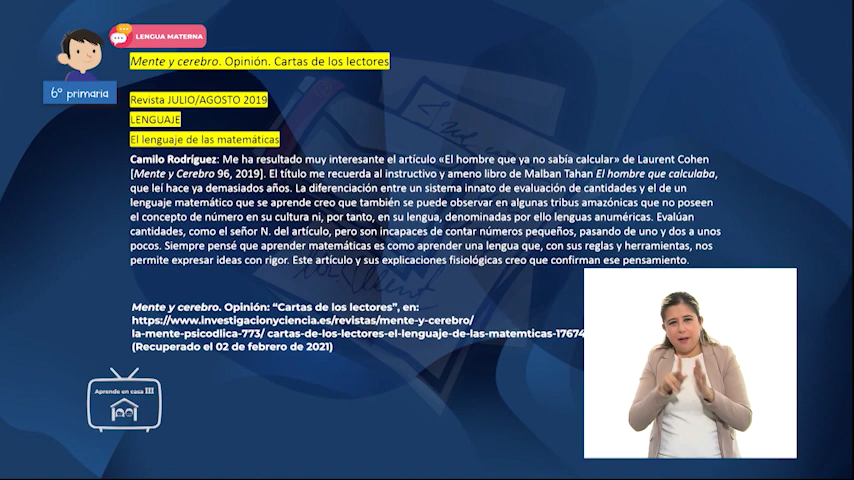 LENGUA MATERNA
6° primaria
Mente y cerebro. Opinión. Cartas de los lectores
Revista JULIO/AGOSTO 2019
LENGUAJE
El lenguaje de las matemáticas
Camilo Rodríguez: Me ha resultado muy interesante el artículo «El hombre que ya no sabía calcular» de Laurent Cohen
[Mente y Cerebro 96, 2019]. El título me recuerda al instructivo y ameno libro de Malban Tahan El hombre que calculaba,
que leí hace ya demasiados años. La diferenciación entre un sistema innato de evaluación de cantidades y el de un
lenguaje matemático que se aprende creo que también se puede observar en algunas tribus amazónicas que no poseen
el concepto de número en su cultura ni, por tanto, en su lengua, denominadas por ello lenguas anuméricas. Evalúan
cantidades, como el señor N. del artículo, pero son incapaces de contar números pequeños, pasando de uno y dos a unos
pocos. Siempre pensé que aprender matemáticas es como aprender una lengua que, con sus reglas y herramientas, nos
permite expresar ideas con rigor. Este artículo y sus explicaciones fisiológicas creo que confirman ese pensamiento.
Mente y cerebro. Opinión: “Cartas de los lectores”, en:
https://www.investigacionyciencia.es/revistas/mente-y-cerebro/
la-mente-psicodlica-773/ cartas-de-los-lectores-el-lenguaje-de-las-matemticas-17674
(Recuperado el 02 de febrero de 2021)
Aprende en casa III